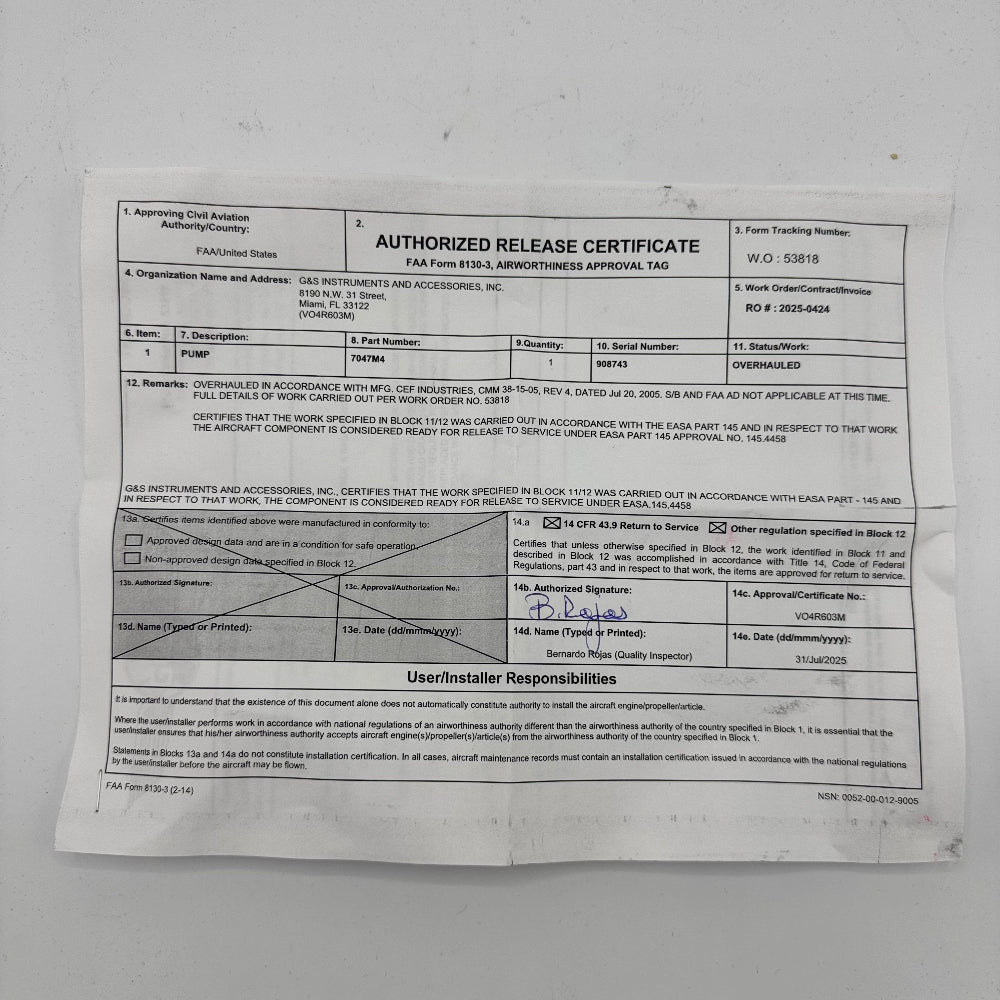 1. Approving Civil Aviation
Authority/Country:
FAA/United States
2.
AUTHORIZED RELEASE CERTIFICATE
FAA Form 8130-3, AIRWORTHINESS APPROVAL TAG
3. Form Tracking Number:
W.O : 53818
4. Organization Name and Address:
G&S INSTRUMENTS AND ACCESSORIES, INC.
8190 N.W. 31 Street,
Miami, FL 33122
(VO4R603M)
5. Work Order/Contract/Invoice
RO # : 2025-0424
6. Item:
1
7. Description:
PUMP
8. Part Number:
7047M4
9.Quantity:
1
10. Serial Number:
908743
11. Status/Work:
OVERHAULED
12. Remarks: OVERHAULED IN ACCORDANCE WITH MFG. CEF INDUSTRIES, CMM 38-15-05, REV 4, DATED Jul 20, 2005. S/B AND FAA AD NOT APPLICABLE AT THIS TIME.
FULL DETAILS OF WORK CARRIED OUT PER WORK ORDER NO. 53818
CERTIFIES THAT THE WORK SPECIFIED IN BLOCK 11/12 WAS CARRIED OUT IN ACCORDANCE WITH THE EASA PART 145 AND IN RESPECT TO THAT WORK
THE AIRCRAFT COMPONENT IS CONSIDERED READY FOR RELEASE TO SERVICE UNDER EASA PART 145 APPROVAL NO. 145.4458
G&S INSTRUMENTS AND ACCESSORIES, INC., CERTIFIES THAT THE WORK SPECIFIED IN BLOCK 11/12 WAS CARRIED OUT IN ACCORDANCE WITH EASA PART - 145 AND
IN RESPECT TO THAT WORK, THE COMPONENT IS CONSIDERED READY FOR RELEASE TO SERVICE UNDER EASA.145.4458
13a. Certifies items identified above were manufactured in conformity to:
Approved design data and are in a condition for safe operation.
Non-approved design data specified in Block 12.
13b. Authorized Signature:
13c. Approval/Authorization No.:
13d. Name (Typed or Printed):
13e. Date (dd/mmm/yyyy):
14.a
14 CFR 43.9 Return to Service
Other regulation specified in Block 12
Certifies that unless otherwise specified in Block 12, the work identified in Block 11 and
described in Block 12 was accomplished in accordance with Title 14, Code of Federal
Regulations, part 43 and in respect to that work, the items are approved for return to service.
14b. Authorized Signature:
B. Rojas
14c. Approval/Certificate No.:
VO4R603M
14d. Name (Typed or Printed):
Bernardo Rojas (Quality Inspector)
14e. Date (dd/mmm/yyyy):
31/Jul/2025
User/Installer Responsibilities
It is important to understand that the existence of this document alone does not automatically constitute authority to install the aircraft engine/propeller/article.
Where the user/installer performs work in accordance with national regulations of an airworthiness authority different than the airworthiness authority of the country specified in Block 1, it is essential that the
user/installer ensures that his/her airworthiness authority accepts aircraft engine(s)/propeller(s)/article(s) from the airworthiness authority of the country specified in Block 1.
Statements in Blocks 13a and 14a do not constitute installation certification. In all cases, aircraft maintenance records must contain an installation certification issued in accordance with the national regulations
by the user/installer before the aircraft may be flown.
FAA Form 8130-3 (2-14)
NSN: 0052-00-012-9005